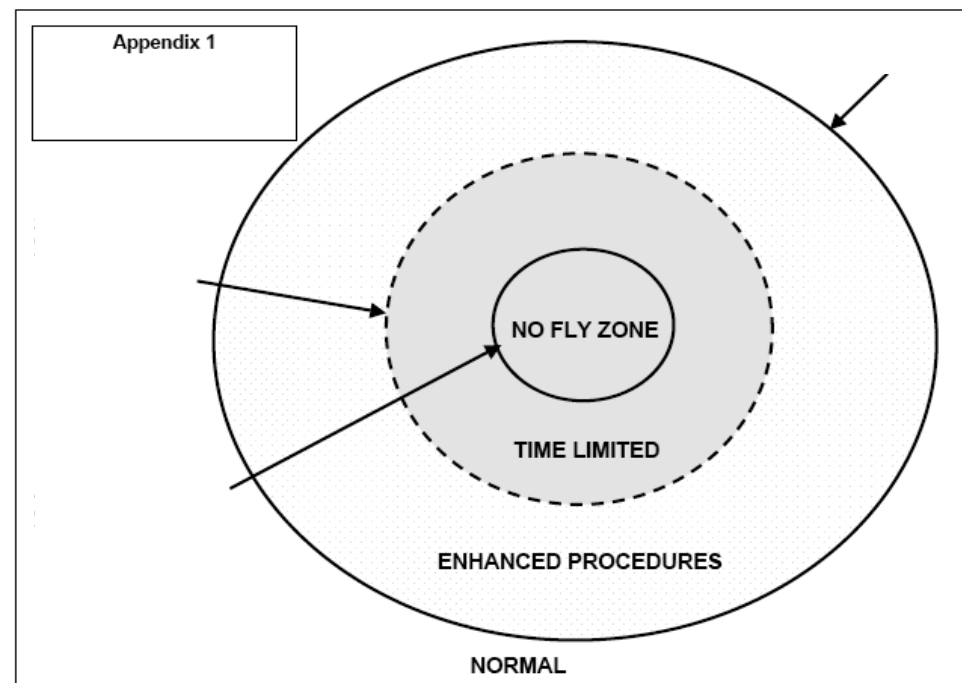 Appendix 1
NO FLY ZONE
TIME LIMITED
ENHANCED PROCEDURES
NORMAL